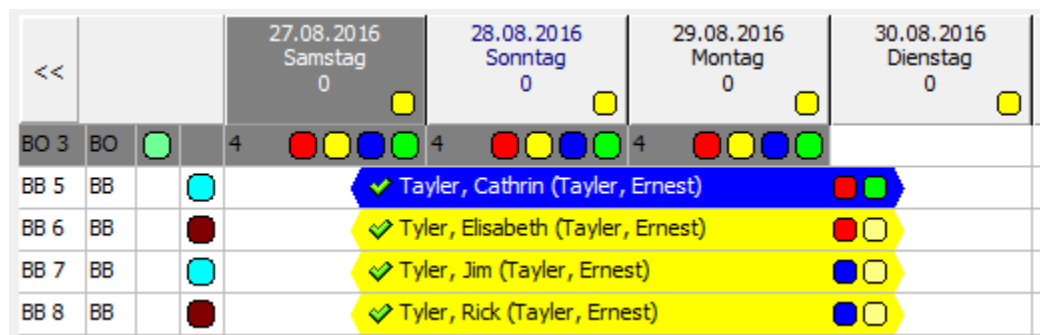 <<
27.08.2016
Samstag
0
28.08.2016
Sonntag
0
29.08.2016
Montag
0
30.08.2016
Dienstag
0
BO 3 BO 4 4 4
BB 5 BB Tayler, Cathrin (Tayler, Ernest)
BB 6 BB Tyler, Elisabeth (Tayler, Ernest)
BB 7 BB Tyler, Jim (Tayler, Ernest)
BB 8 BB Tyler, Rick (Tayler, Ernest)